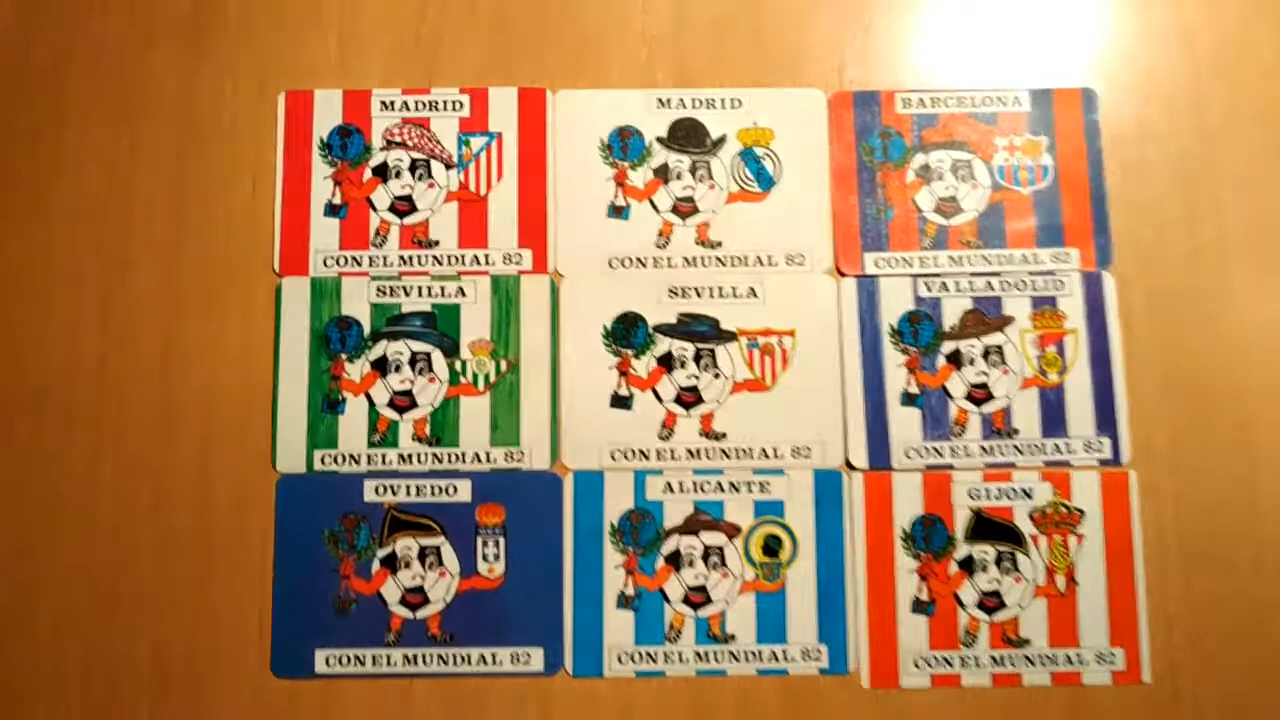 MADRID
CON EL MUNDIAL 82
MADRID
CON EL MUNDIAL 82
BARCELONA
CON EL MUNDIAL 82
SEVILLA
CON EL MUNDIAL 82
SEVILLA
CON EL MUNDIAL 82
VALLADOLID
CON EL MUNDIAL 82
OVIEDO
CON EL MUNDIAL 82
ALICANTE
CON EL MUNDIAL 82
GIJON
CON EL MUNDIAL 82